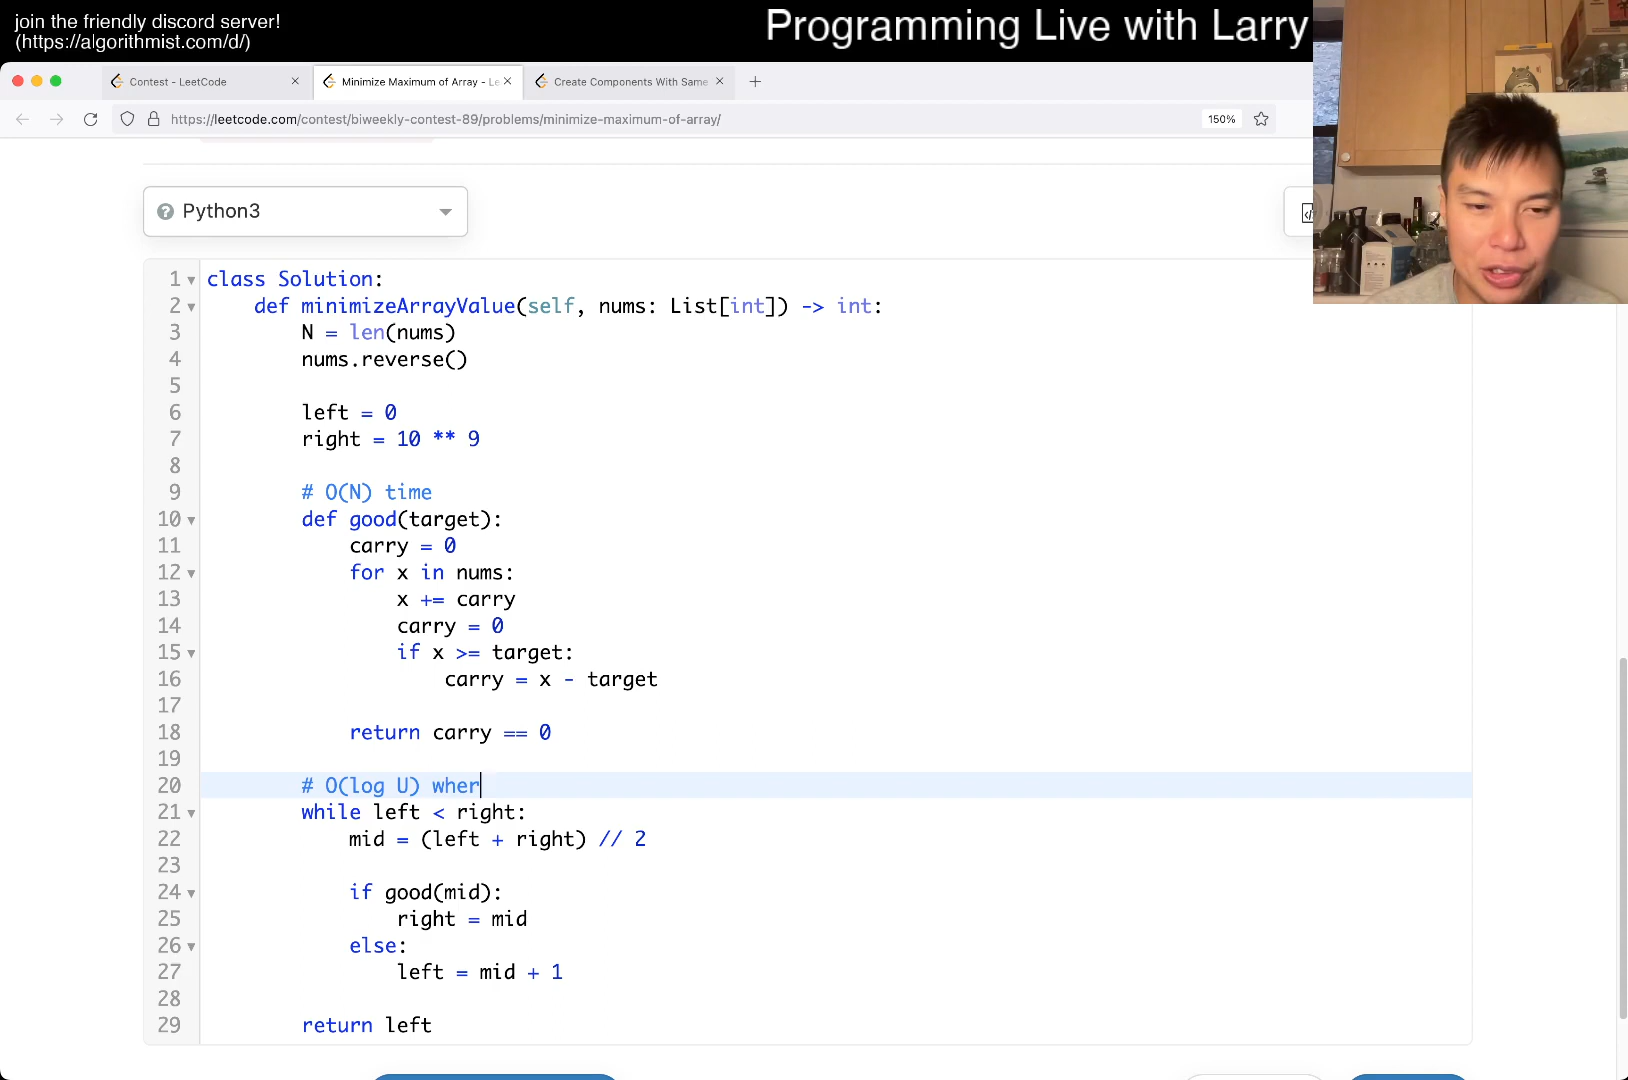 join the friendly discord server!
(https://algorithmist.com/d/)
Programming Live with Larry
Contest - LeetCode
Minimize Maximum of Array - Le
Create Components With Same
https://leetcode.com/contest/biweekly-contest-89/problems/minimize-maximum-of-array/
150%
Python3
1 class Solution:
2 def minimizeArrayValue(self, nums: List[int]) -> int:
3 N = len(nums)
4 nums.reverse()
5
6 left = 0
7 right = 10 ** 9
8
9 # O(N) time
10 def good(target):
11 carry = 0
12 for x in nums:
13 x += carry
14 carry = 0
15 if x >= target:
16 carry = x - target
17
18 return carry == 0
19
20 # O(log U) wher
21 while left < right:
22 mid = (left + right) // 2
23
24 if good(mid):
25 right = mid
26 else:
27 left = mid + 1
28
29 return left